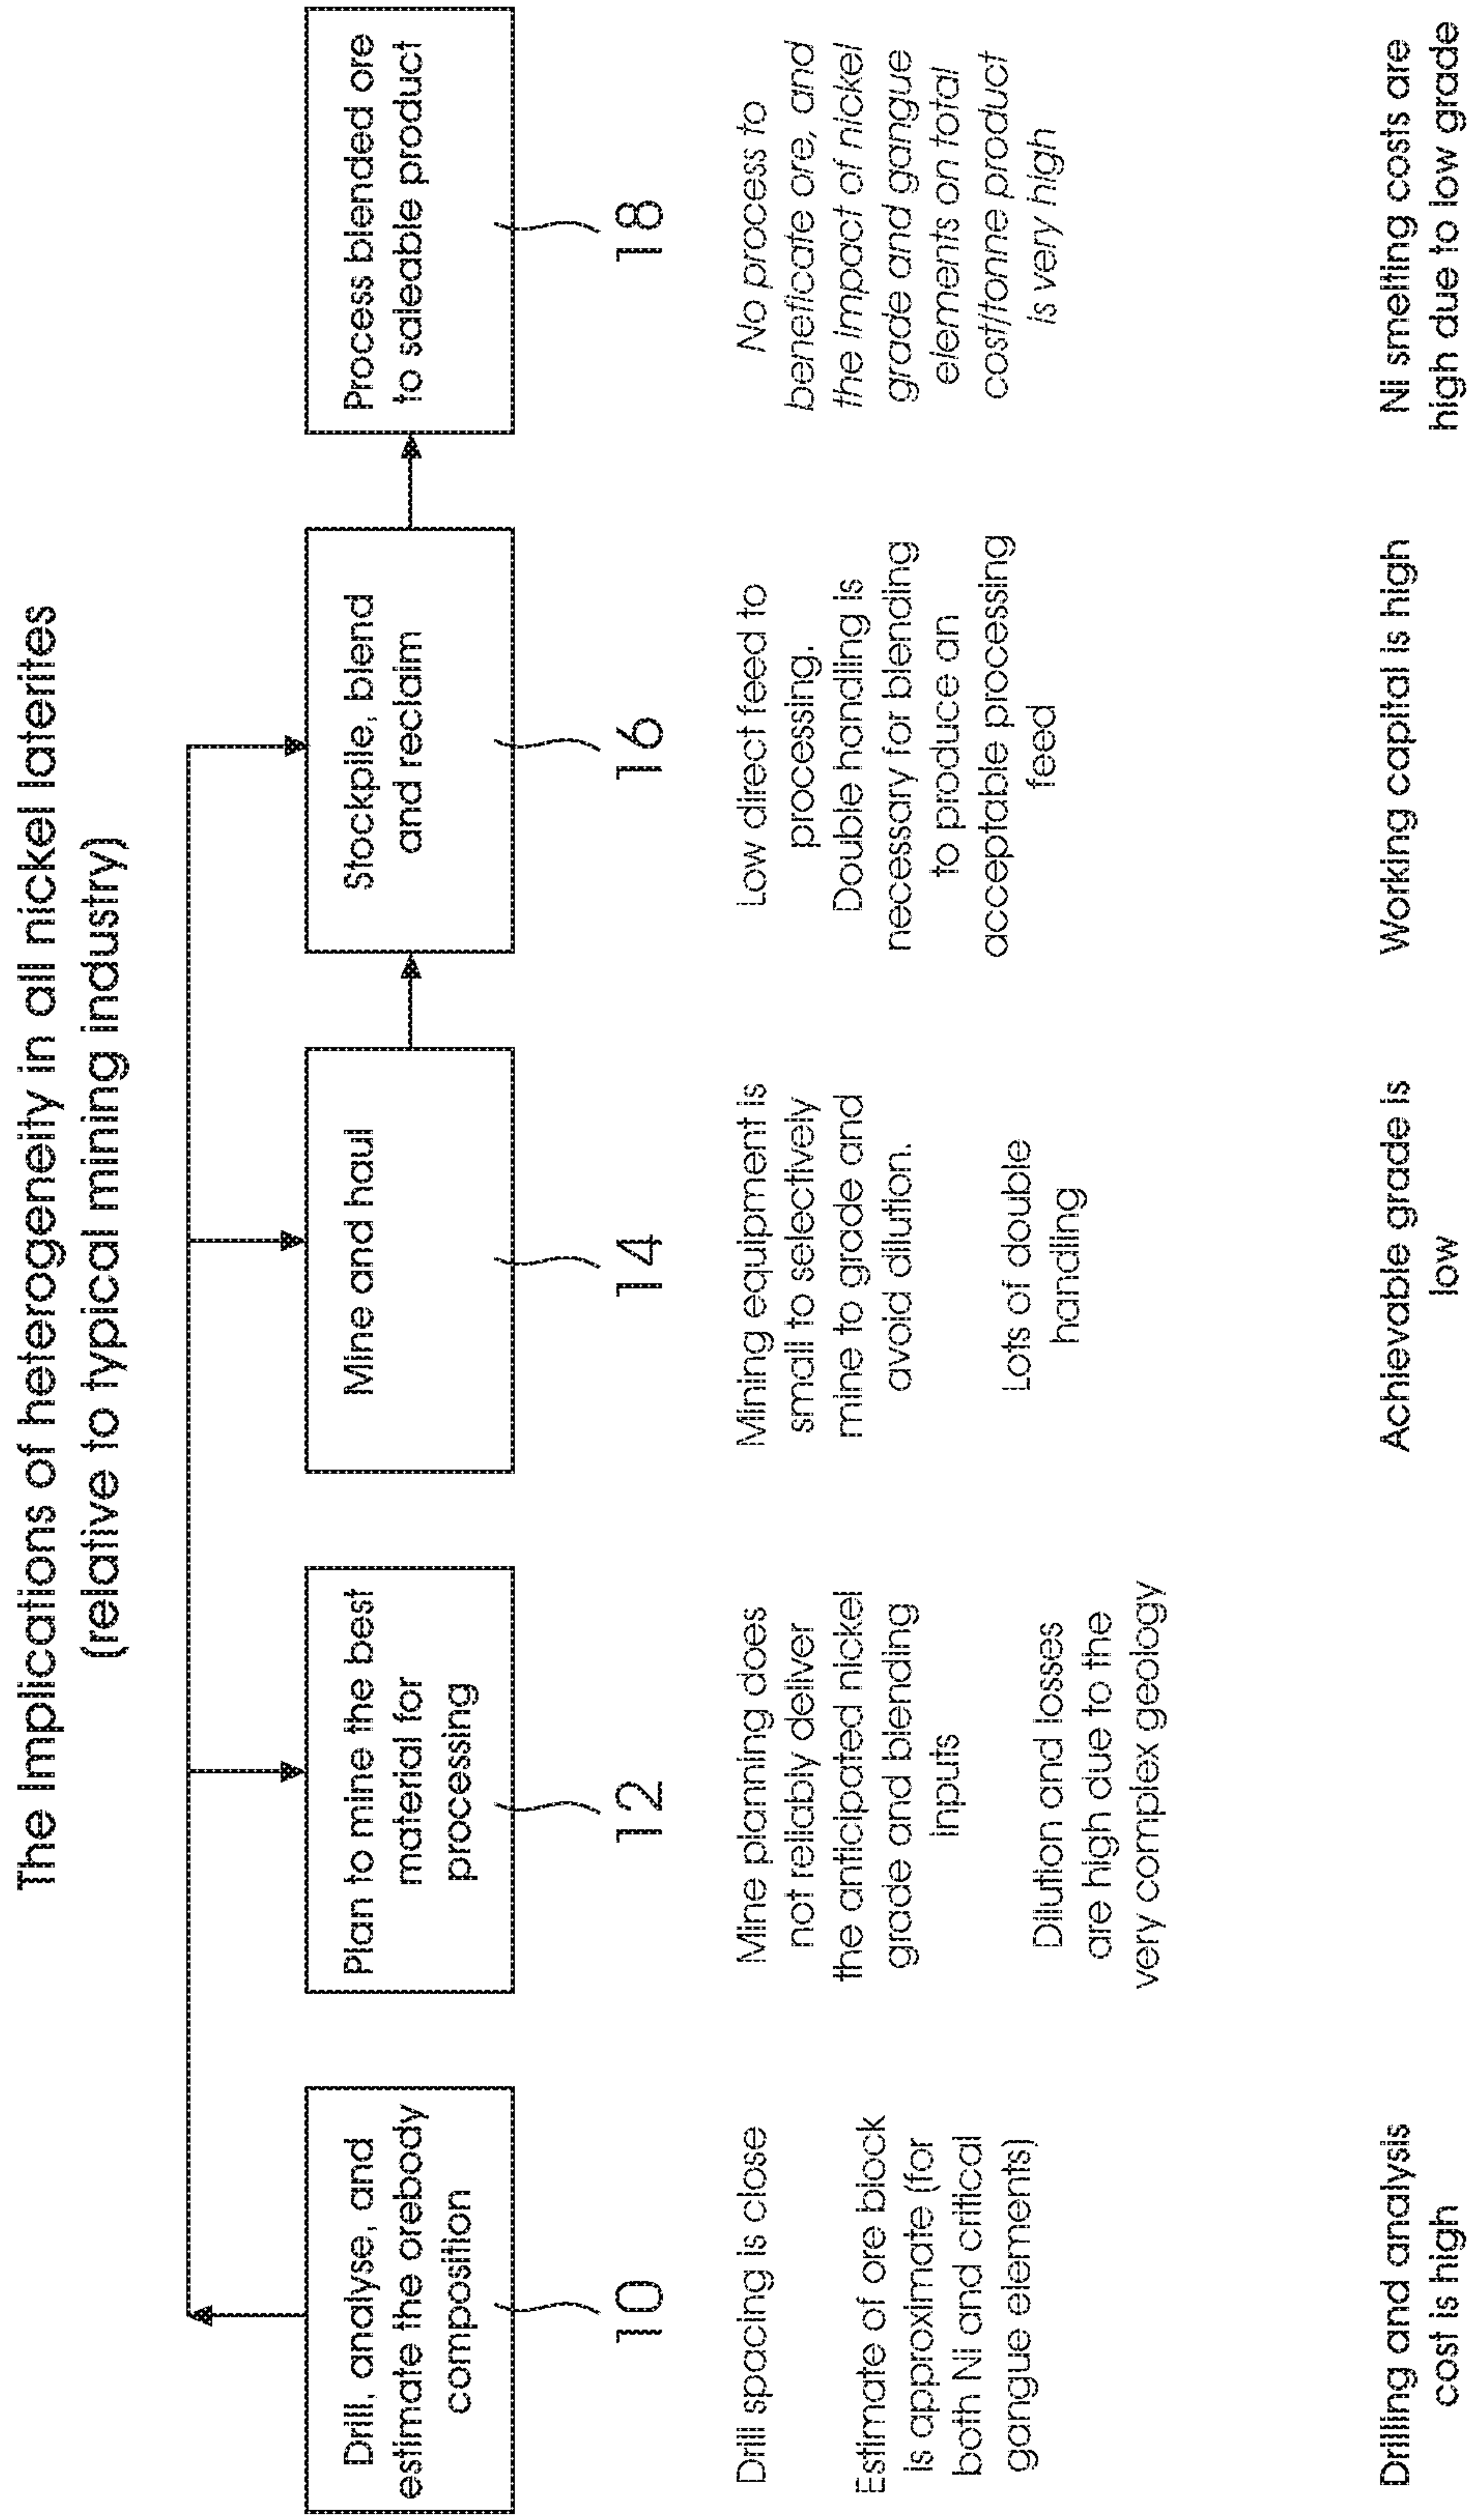 The Implications of heterogeneity in all nickel laterites
(relative to typical mining industry)
Drill, analyse, and
estimate the orebody
composition
10
Plan to mine the best
material for
processing
12
Mine and haul
14
Stockpile, blend
and reclaim
16
Process blended ore
to saleable product
18
Drill spacing is close
Estimate of ore block
is approximate (for
both Ni and critical
gangue elements)
Mine planning does
not reliably deliver
the anticipated nickel
grade and blending
inputs
Dilution and losses
are high due to the
very complex geology
Mining equipment is
small to selectively
mine to grade and
avoid dilution.
Lots of double
handling
Low direct feed to
processing.
Double handling is
necessary for blending
to produce an
acceptable processing
feed
No process to
beneficate ore, and
the impact of nickel
grade and gangue
elements on total
cost/tonne product
is very high
Drilling and analysis
cost is high
Achievable grade is
low
Working capital is high
Ni smelting costs are
high due to low grade